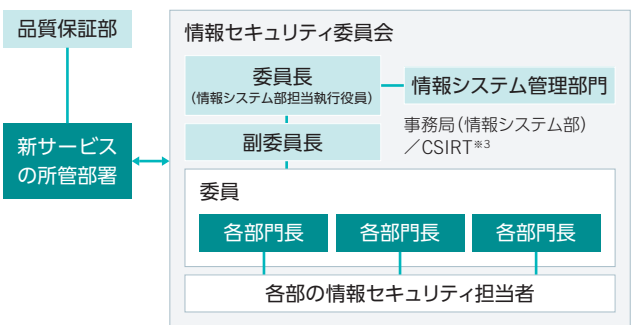 品質保証部
新サービス
の所管部署
情報セキュリティ委員会
委員長
(情報システム部担当執行役員)
情報システム管理部門
事務局(情報システム部)
／CSIRT※3
副委員長
委員
各部門長
各部門長
各部門長
各部の情報セキュリティ担当者